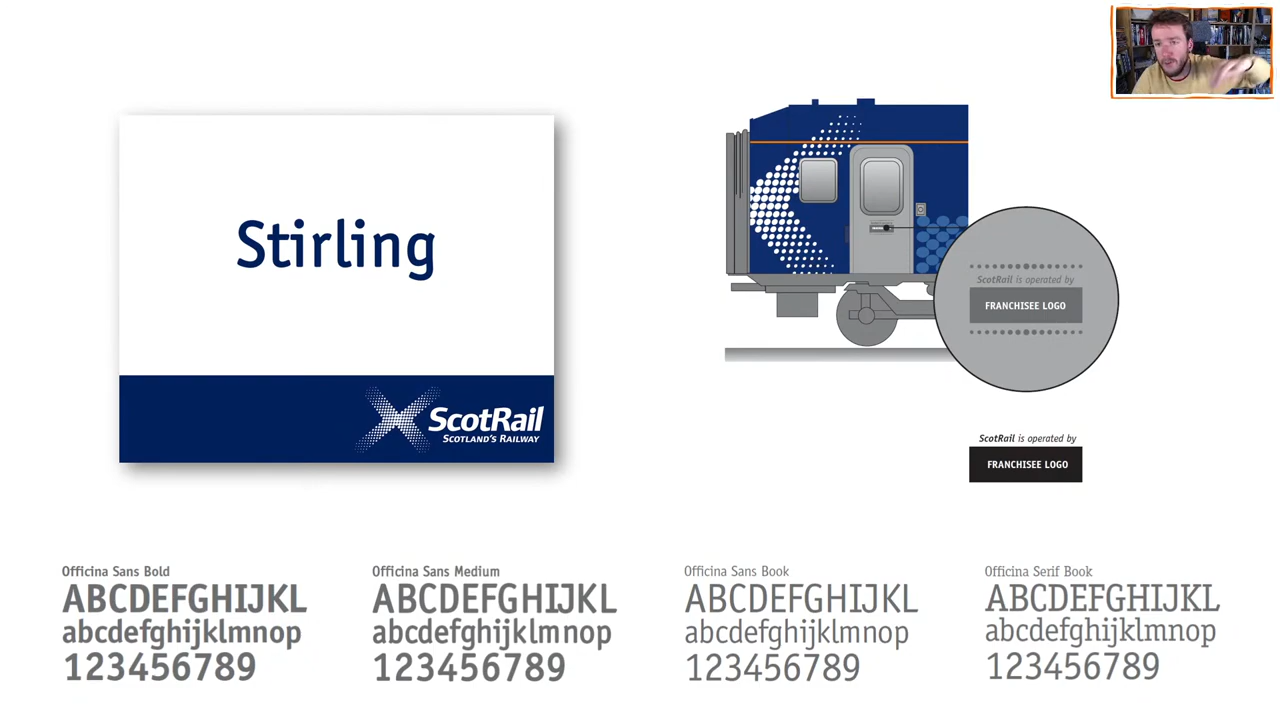 Stirling
ScotRail
SCOTLAND'S RAILWAY
ScotRail is operated by
FRANCHISEE LOGO
ScotRail is operated by
FRANCHISEE LOGO
Officina Sans Bold
ABCDEFGHIJKL
abcdefghijklmnop
123456789
Officina Sans Medium
ABCDEFGHIJKL
abcdefghijklmnop
123456789
Officina Sans Book
ABCDEFGHIJKL
abcdefghijklmnop
123456789
Officina Serif Book
ABCDEFGHIJKL
abcdefghijklmnop
123456789